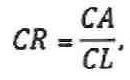 CR = CA/CL,